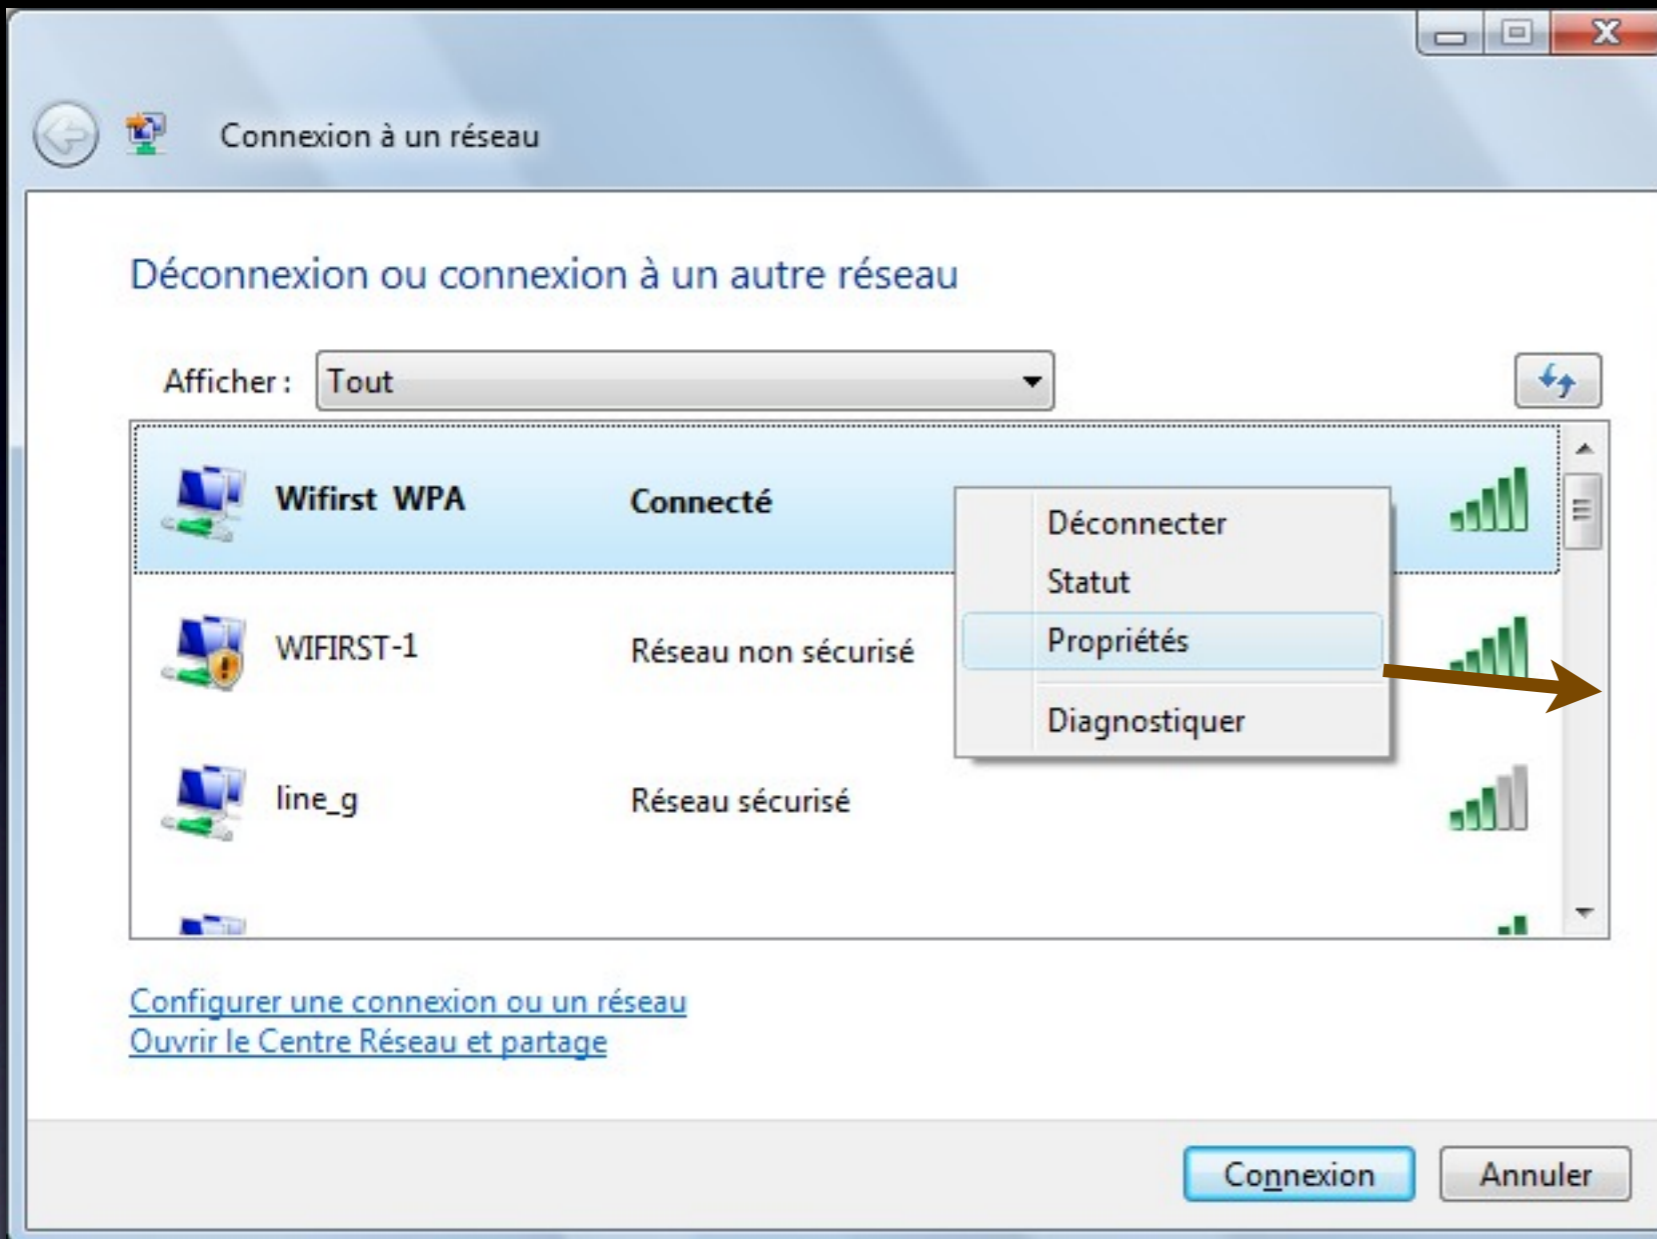 Connexion à un réseau
Déconnexion ou connexion à un autre réseau
Afficher : Tout
Wifirst WPA Connecté
Déconnecter
Statut
Propriétés
Diagnostiquer
WIFIRST-1 Réseau non sécurisé
line_g Réseau sécurisé
Configurer une connexion ou un réseau
Ouvrir le Centre Réseau et partage
Connexion Annuler